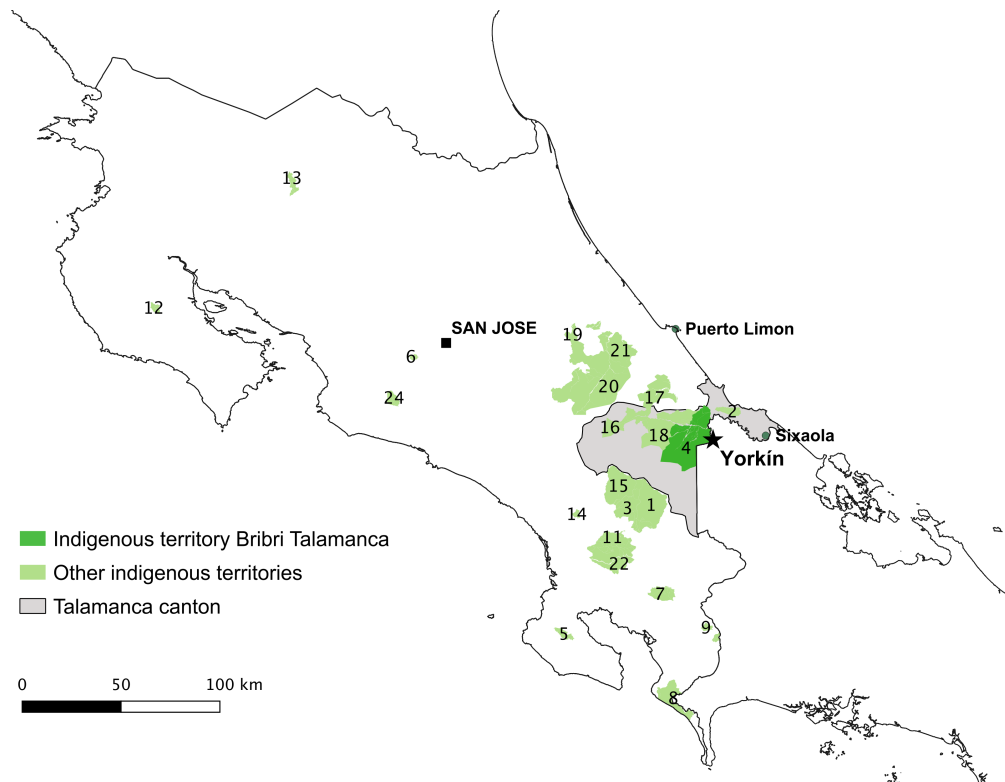 13
12
SAN JOSE
Puerto Limon
19
21
6
20
24
17
2
16
18
4
Sixaola
Yorkín
15
3
1
14
11
22
7
9
5
8
Indigenous territory Bribri Talamanca
Other indigenous territories
Talamanca canton
0 50 100 km